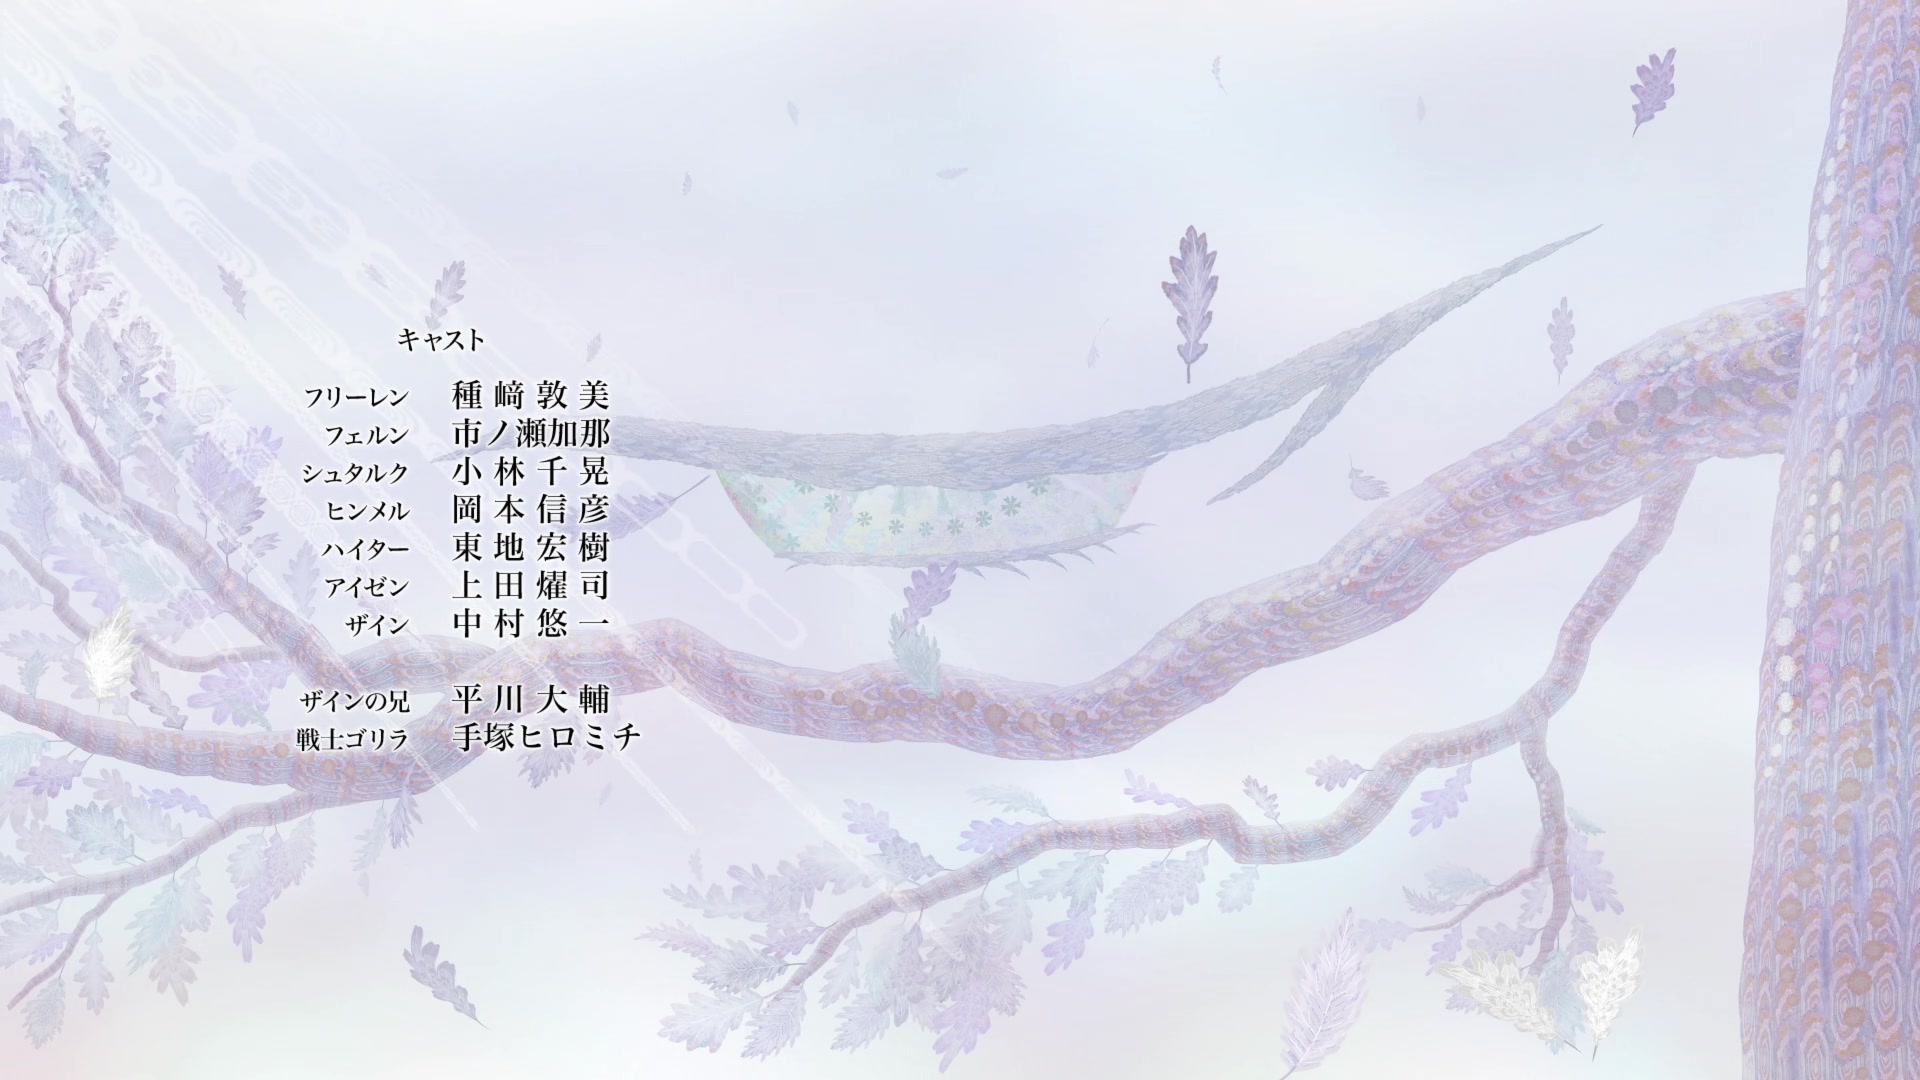 キャスト
フリーレン 種﨑敦美
フェルン 市ノ瀬加那
シュタルク 小林千晃
ヒンメル 岡本信彦
ハイター 東地宏樹
アイゼン 上田燿司
ザイン 中村悠一
ザインの兄 平川大輔
戦士ゴリラ 手塚ヒロミチ